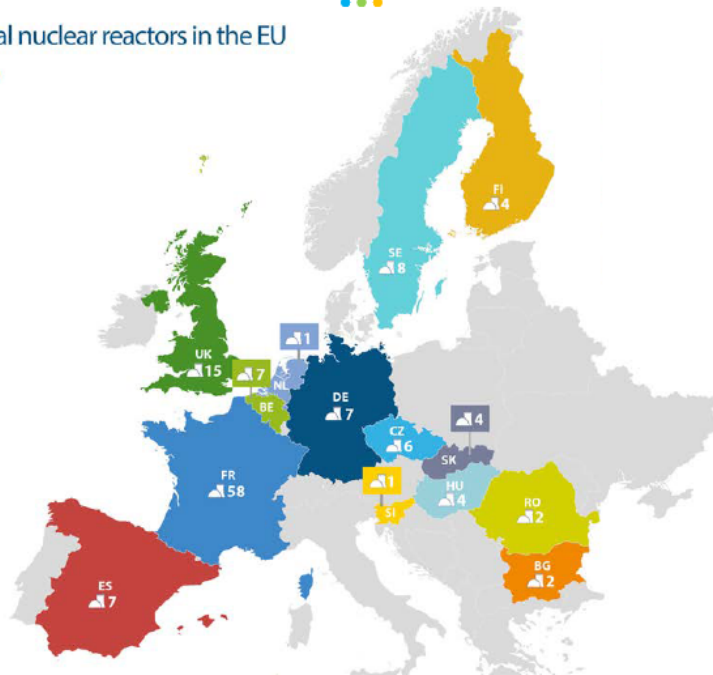 al nuclear reactors in the EU
FI
4
SE
8
1
UK
15
7
NL
BE
DE
7
4
CZ
6
SK
1
HU
4
FR
58
SI
RO
2
BG
2
ES
7